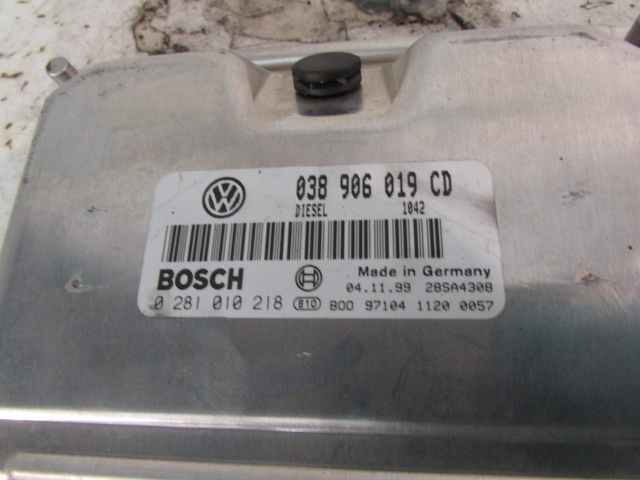 038 906 019 CD
DIESEL 1042
BOSCH
Made in Germany
04.11.99 28SA4308
0 281 010 218 810 B00 97104 1120 0057